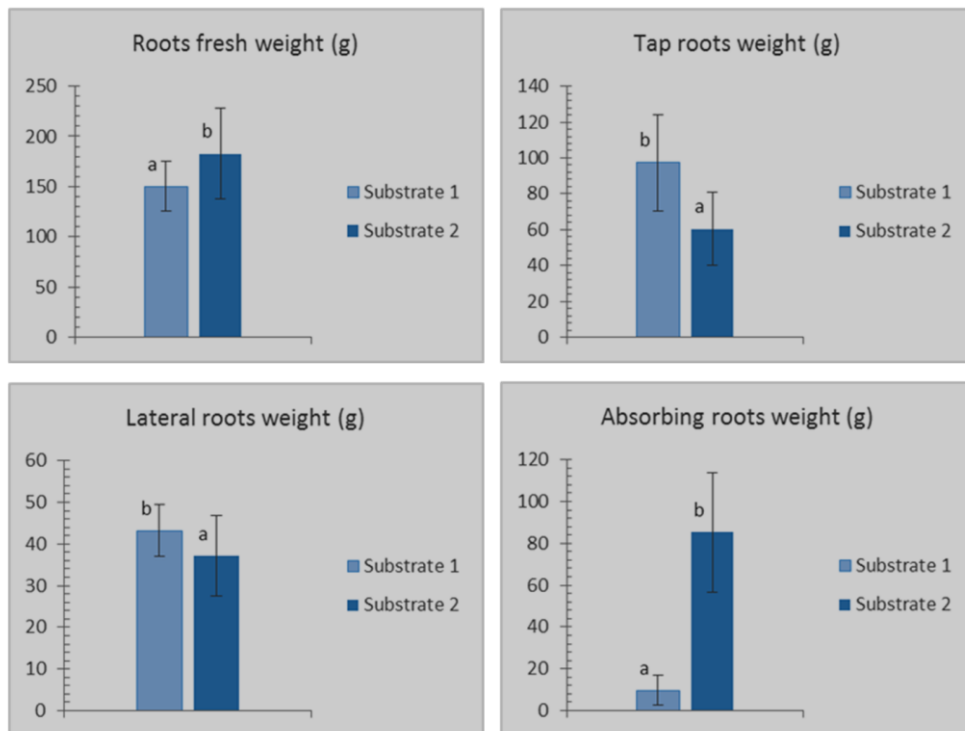 Roots fresh weight (g)
250
200
150
100
50
0
a
b
Substrate 1
Substrate 2
Tap roots weight (g)
140
120
100
80
60
40
20
0
b
a
Substrate 1
Substrate 2
Lateral roots weight (g)
60
50
40
30
20
10
0
b
a
Substrate 1
Substrate 2
Absorbing roots weight (g)
120
100
80
60
40
20
0
a
b
Substrate 1
Substrate 2